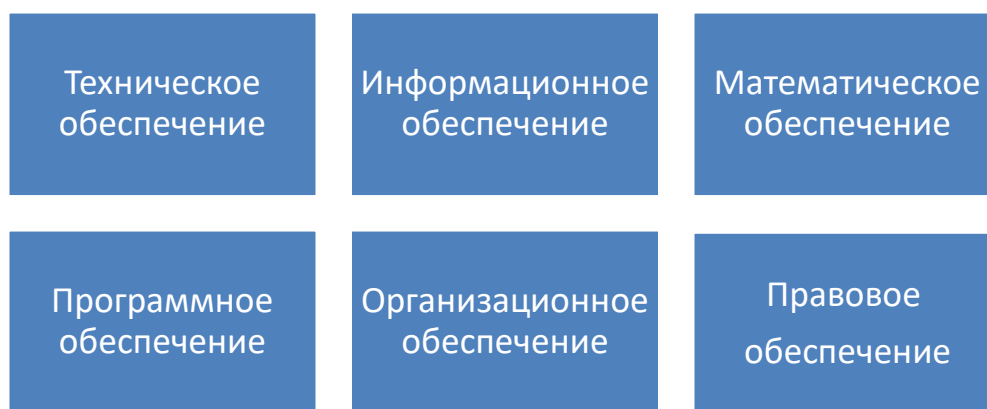 Техническое
обеспечение
Информационное
обеспечение
Математическое
обеспечение
Программное
обеспечение
Организационное
обеспечение
Правовое
обеспечение